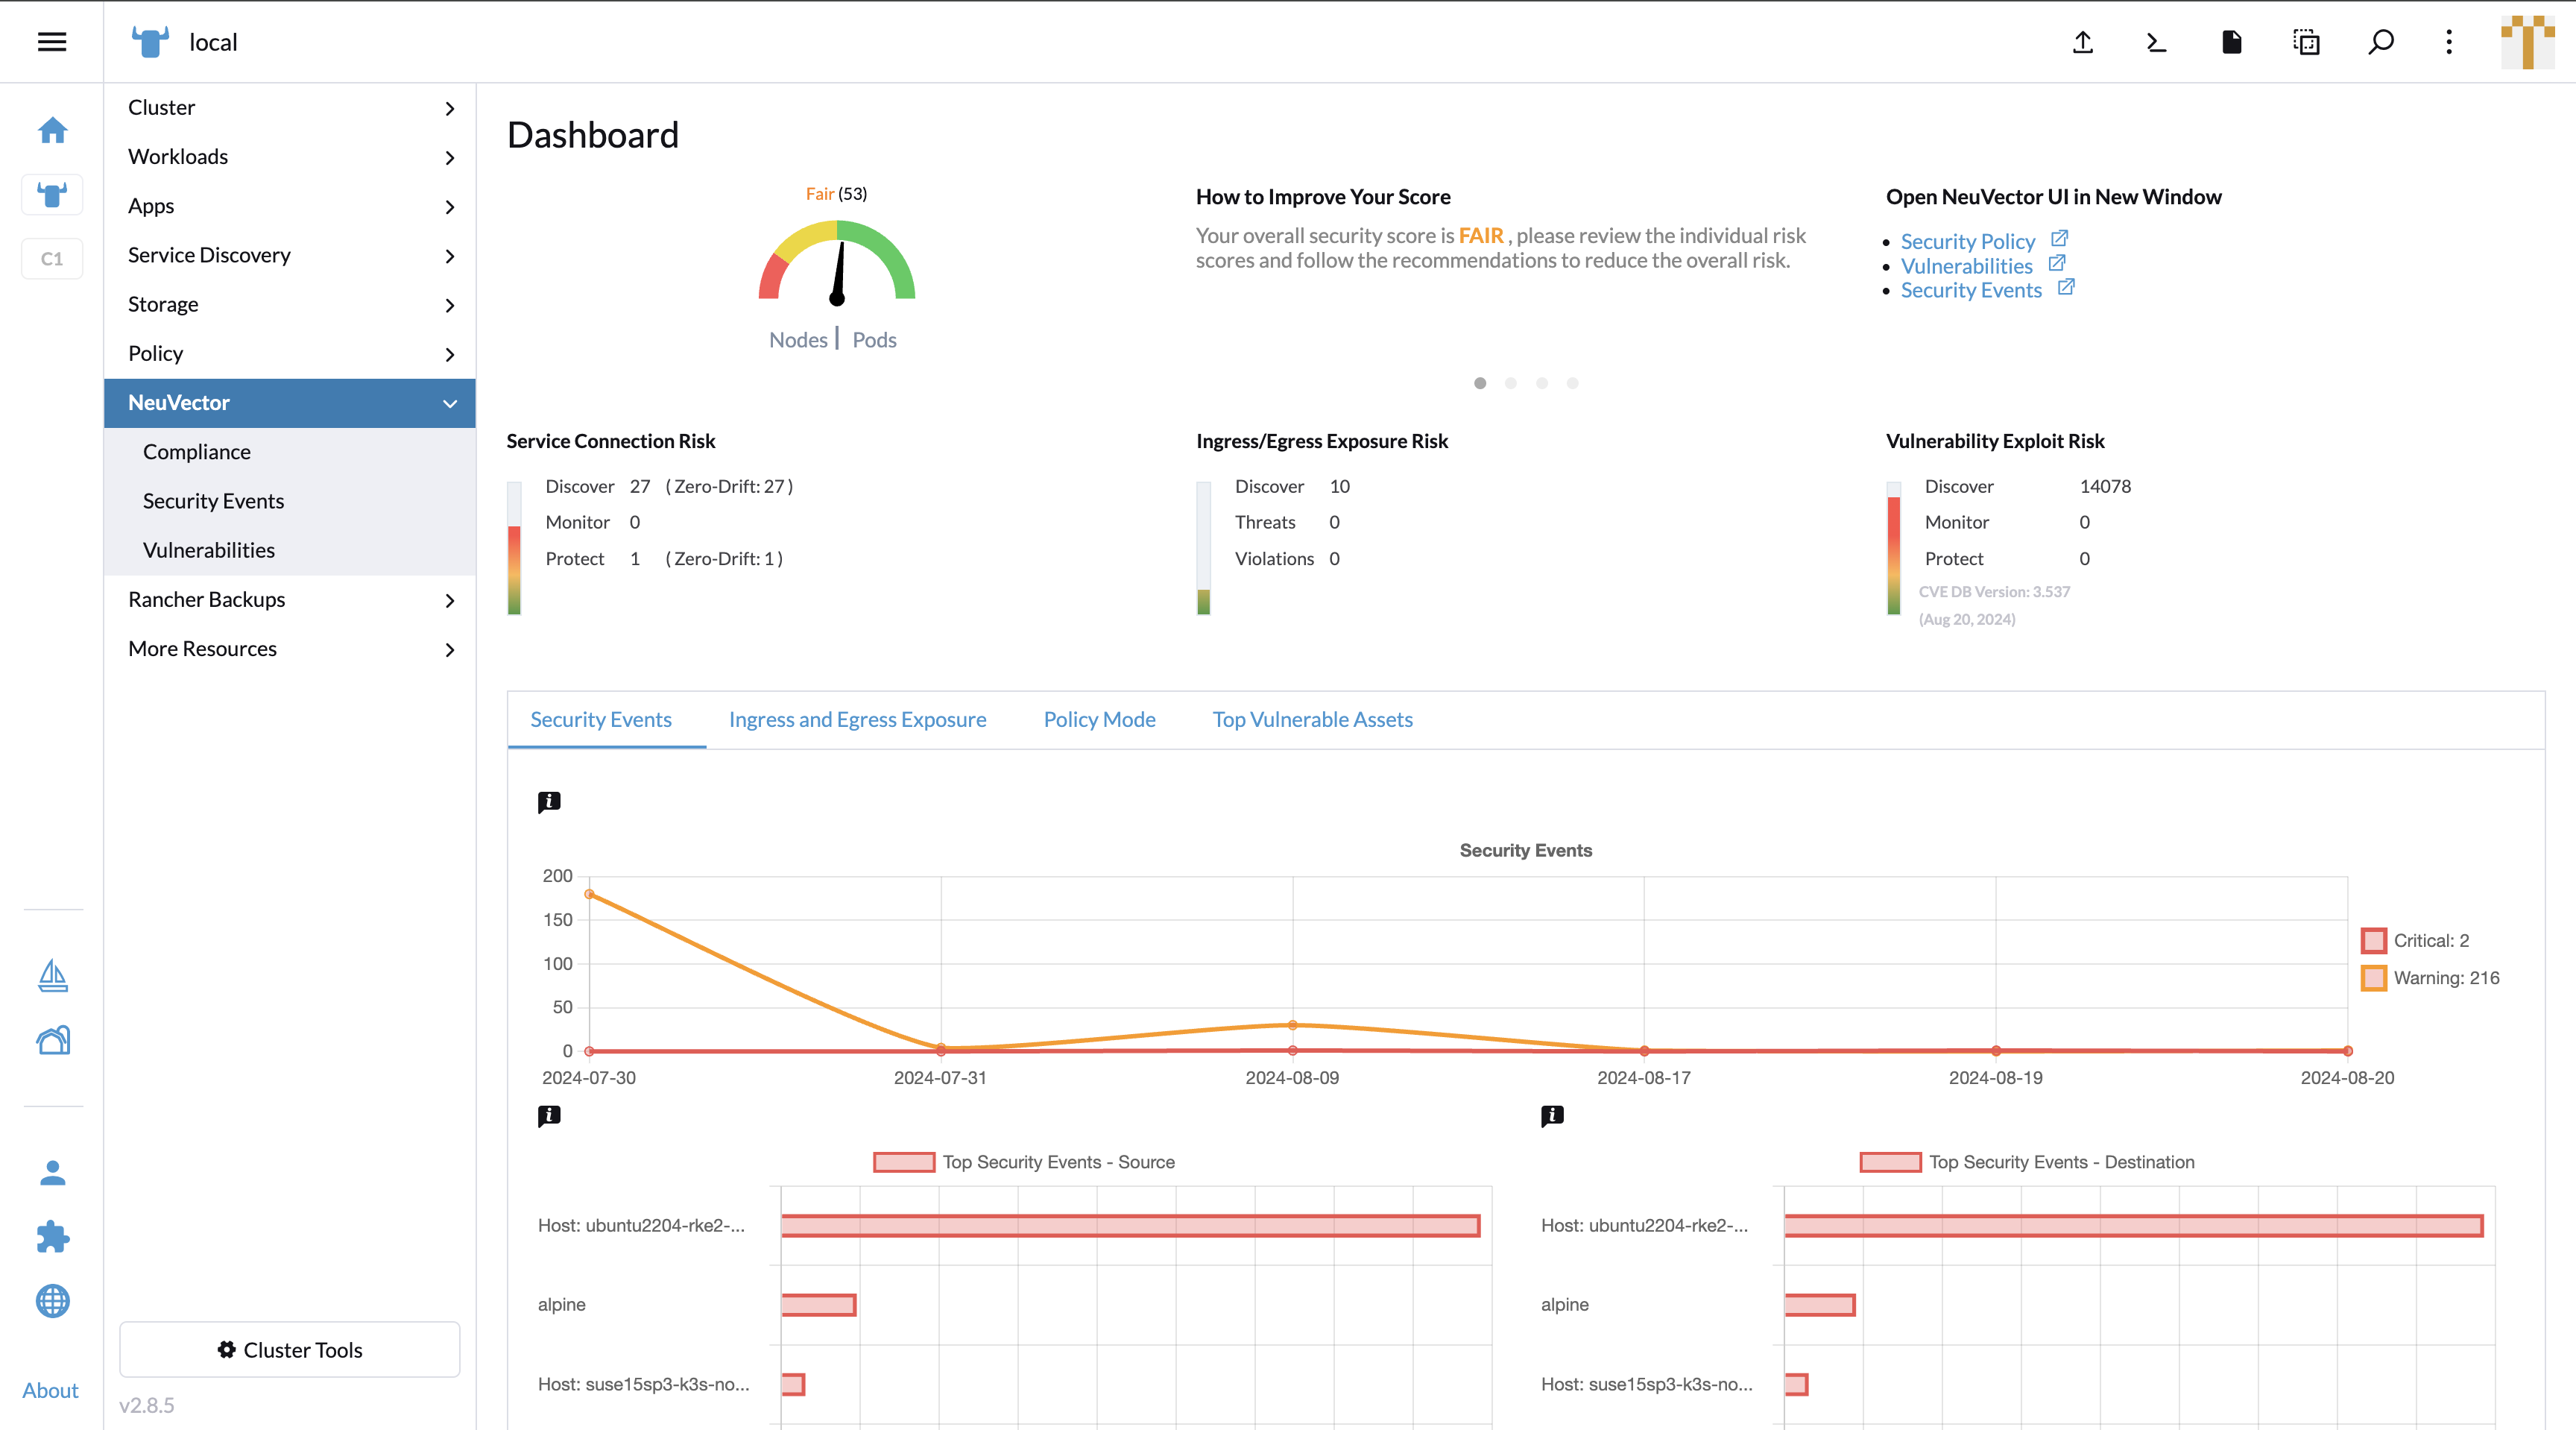 local
Cluster
Workloads
Apps
Service Discovery
Storage
Policy
NeuVector
Compliance
Security Events
Vulnerabilities
Rancher Backups
More Resources
C1
About
Cluster Tools
v2.8.5
Dashboard
Fair (53)
Nodes | Pods
How to Improve Your Score
Your overall security score is FAIR , please review the individual risk
scores and follow the recommendations to reduce the overall risk.
Open NeuVector UI in New Window
Security Policy
Vulnerabilities
Security Events
Service Connection Risk
Discover 27 ( Zero-Drift: 27 )
Monitor 0
Protect 1 ( Zero-Drift: 1 )
Ingress/Egress Exposure Risk
Discover 10
Threats 0
Violations 0
Vulnerability Exploit Risk
Discover 14078
Monitor 0
Protect 0
CVE DB Version: 3.537
(Aug 20, 2024)
Security Events Ingress and Egress Exposure Policy Mode Top Vulnerable Assets
Security Events
200
150
100
50
0
2024-07-30 2024-07-31 2024-08-09 2024-08-17 2024-08-19 2024-08-20
Critical: 2
Warning: 216
Top Security Events - Source
Host: ubuntu2204-rke2-...
alpine
Host: suse15sp3-k3s-no...
Top Security Events - Destination
Host: ubuntu2204-rke2-...
alpine
Host: suse15sp3-k3s-no...